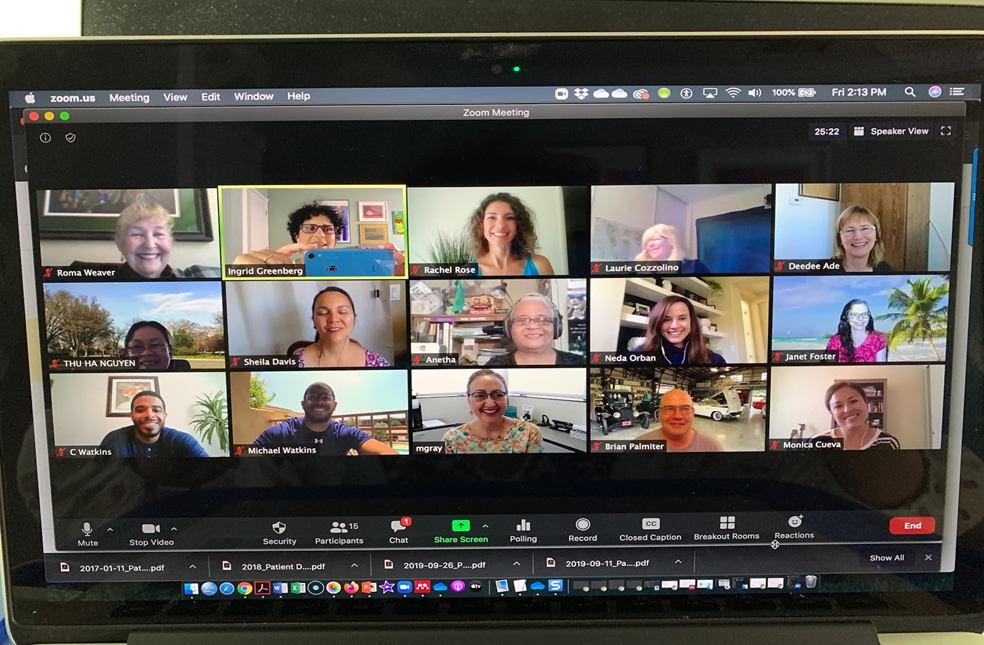 zoom.us Meeting View Edit Window Help 100% Fri 2:13 PM
Zoom Meeting
25:22 Speaker View
Roma Weaver
Ingrid Greenberg
Rachel Rose
Laurie Cozzolino
Deedee Ade
THU HA NGUYEN
Sheila Davis
Anetha
Neda Orban
Janet Foster
C Watkins
Michael Watkins
mgray
Brian Palmiter
Monica Cueva
Mute
Stop Video
Security
15
Participants
1
Chat
Share Screen
Polling
Record
CC
Closed Caption
Breakout Rooms
Reactions
End
2017-01-11_Pat....pdf
2018_Patient D....pdf
2019-09-26_P....pdf
2019-09-11_Pa....pdf
Show All